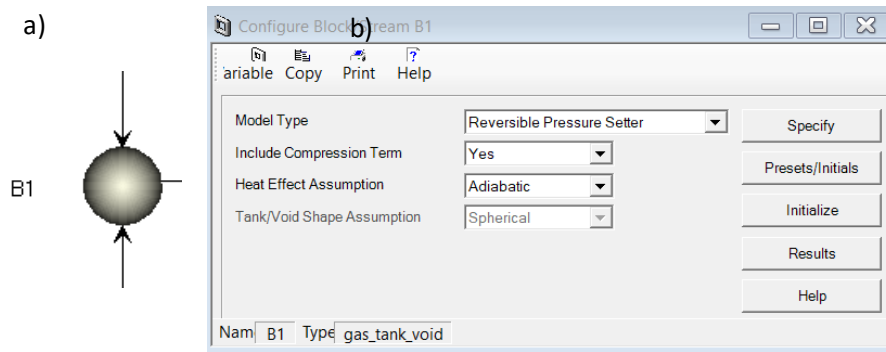 a)
b)
Configure Block/Stream B1
ariable Copy Print Help
Model Type Reversible Pressure Setter Specify
Include Compression Term Yes Presets/Initials
Heat Effect Assumption Adiabatic
Tank/Void Shape Assumption Spherical Initialize
Results
Help
B1
Nam B1 Type gas_tank_void